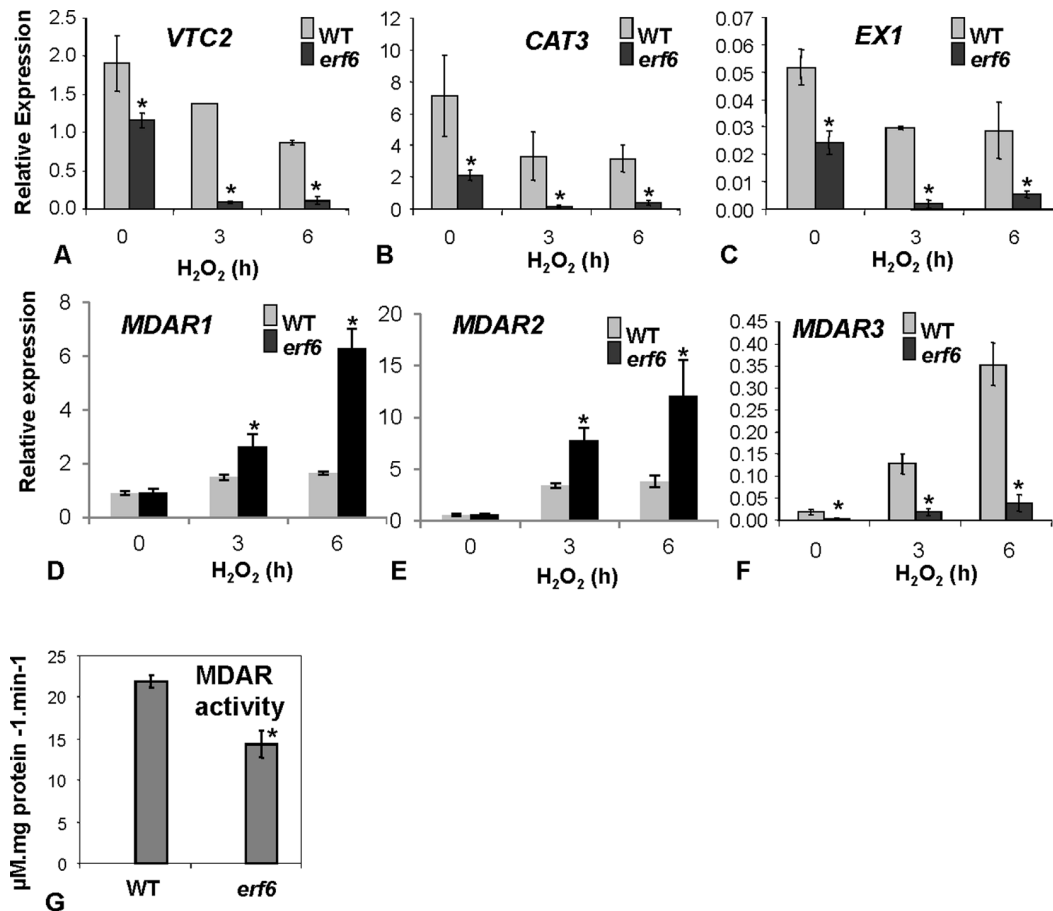 VTC2
WT
erf6
Relative Expression
2.5
2.0
1.5
1.0
0.5
0.0
*
*
*
0 3 6
A
H₂O₂ (h)
CAT3
WT
erf6
12
10
8
6
4
2
0
*
*
*
0 3 6
B
H₂O₂ (h)
EX1
WT
erf6
0.07
0.06
0.05
0.04
0.03
0.02
0.01
0.00
*
*
*
0 3 6
C
H₂O₂ (h)
MDAR1
WT
erf6
Relative expression
8
6
4
2
0
*
*
0 3 6
D
H₂O₂ (h)
MDAR2
WT
erf6
20
15
10
5
0
*
*
0 3 6
E
H₂O₂ (h)
MDAR3
WT
erf6
0.45
0.40
0.35
0.30
0.25
0.20
0.15
0.10
0.05
0.00
*
*
*
0 3 6
F
H₂O₂ (h)
MDAR
activity
µM.mg protein -1.min-1
25
20
15
10
5
0
*
WT erf6
G